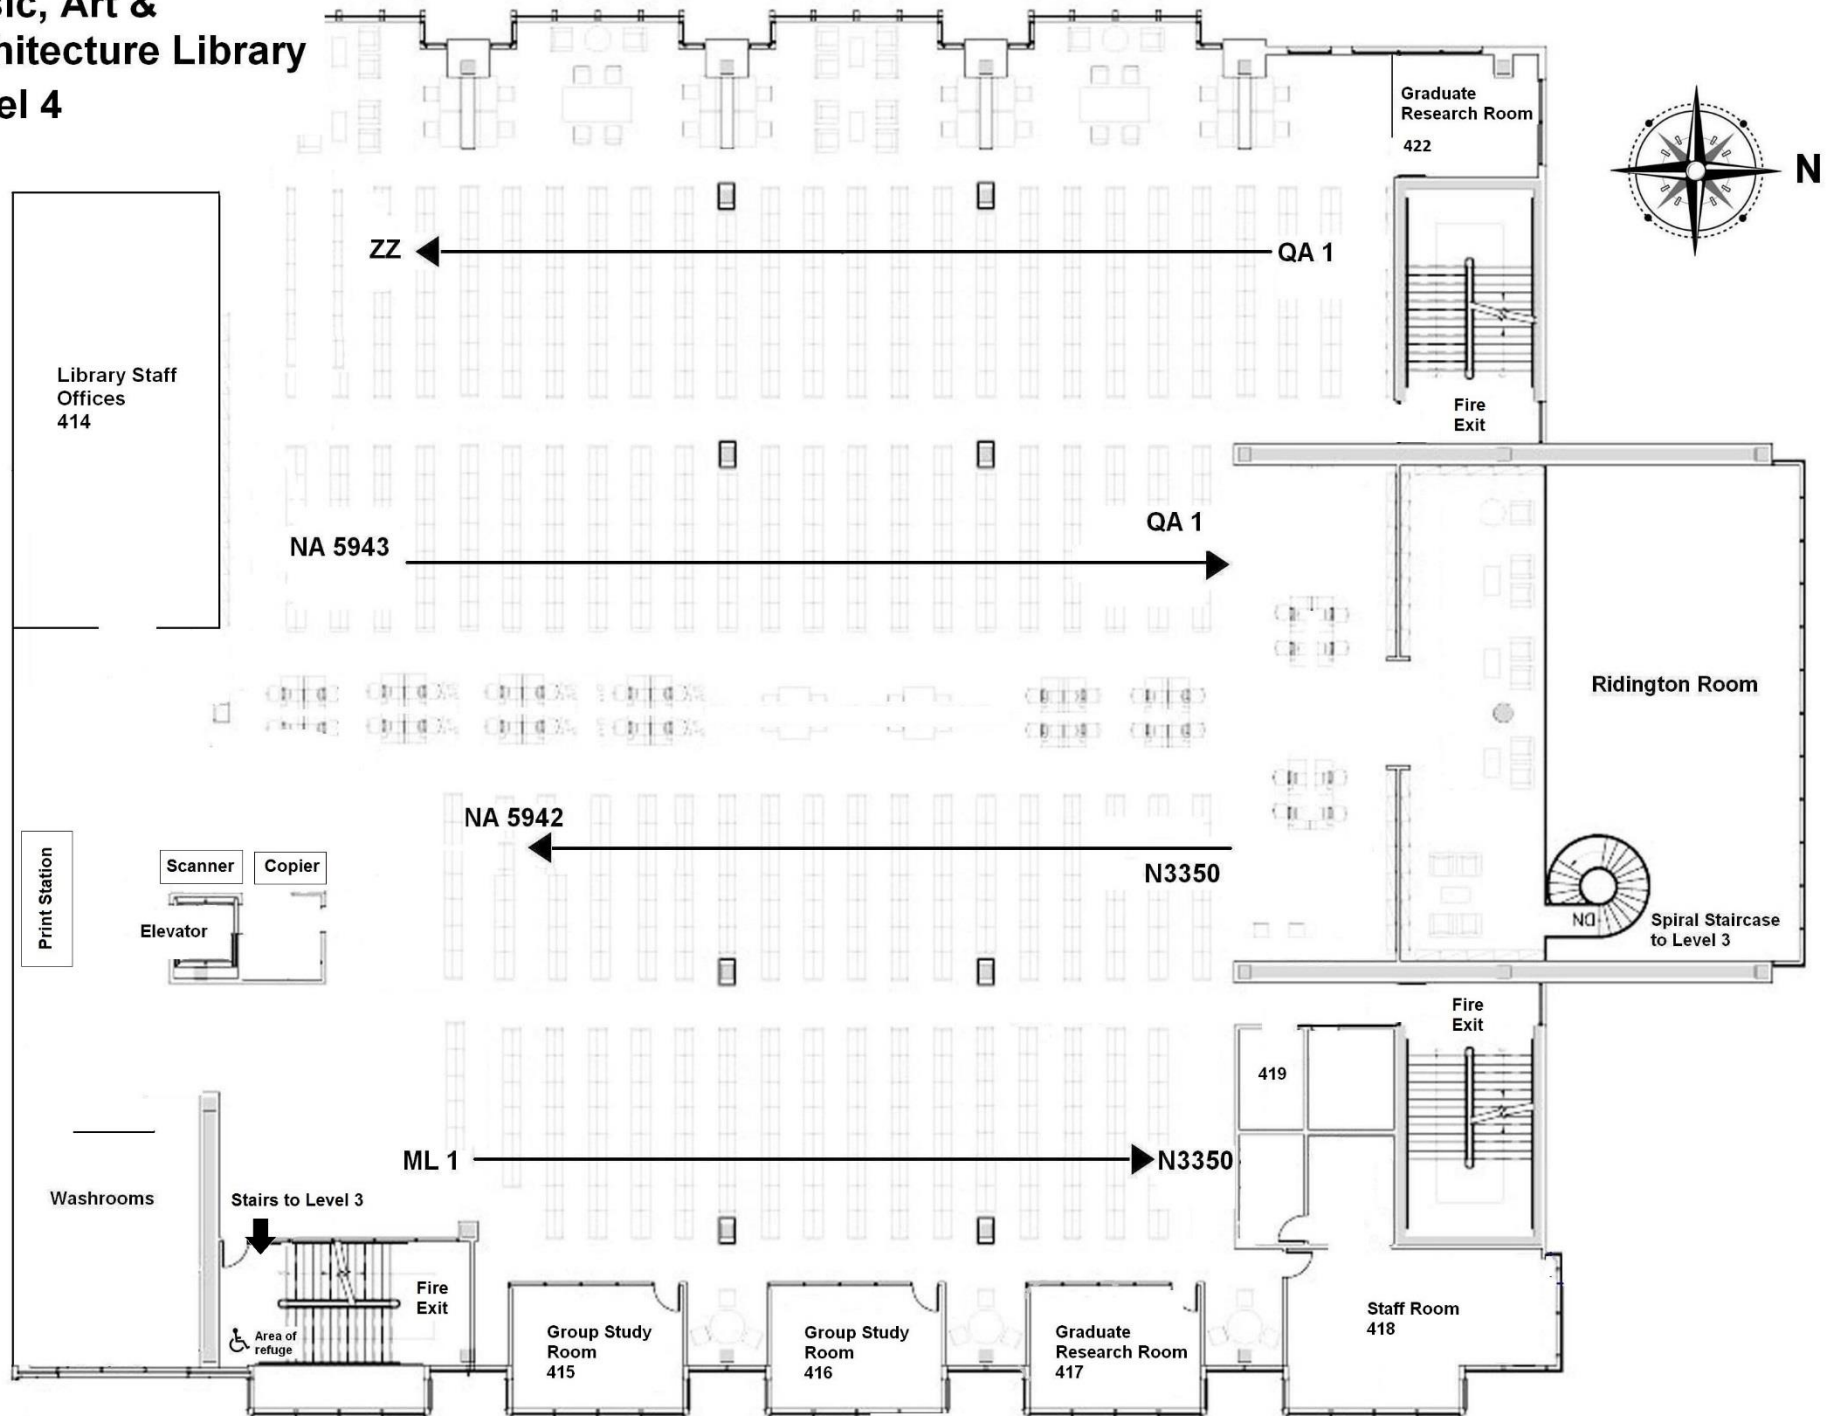 sic, Art &
hitecture Library
el 4
Graduate
Research Room
422
N
ZZ
QA 1
Library Staff
Offices
414
Fire
Exit
QA 1
NA 5943
Ridington Room
NA 5942
N3350
Scanner
Copier
Print Station
Elevator
DN
Spiral Staircase
to Level 3
Fire
Exit
419
ML 1
N3350
Washrooms
Stairs to Level 3
Fire
Exit
Area of
refuge
Group Study
Room
415
Group Study
Room
416
Graduate
Research Room
417
Staff Room
418